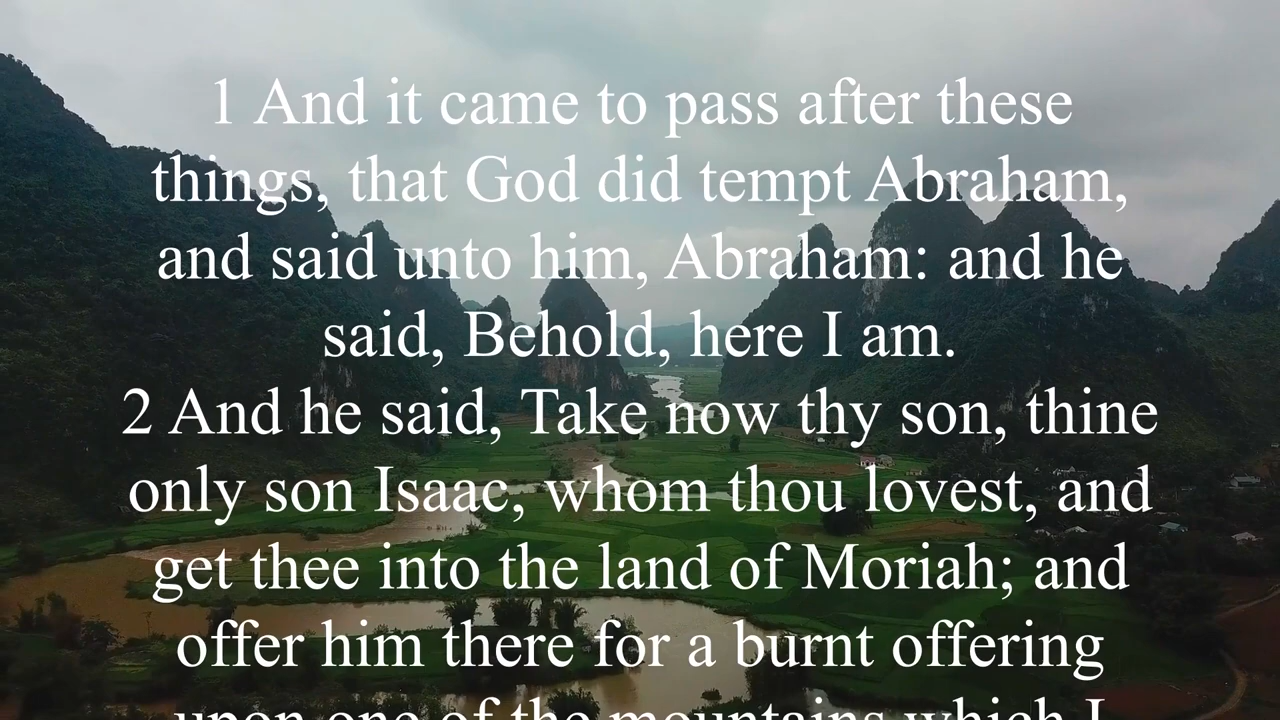 1 And it came to pass after these
things, that God did tempt Abraham,
and said unto him, Abraham: and he
said, Behold, here I am.
2 And he said, Take now thy son, thine
only son Isaac, whom thou lovest, and
get thee into the land of Moriah; and
offer him there for a burnt offering
upon one of the mountains which I